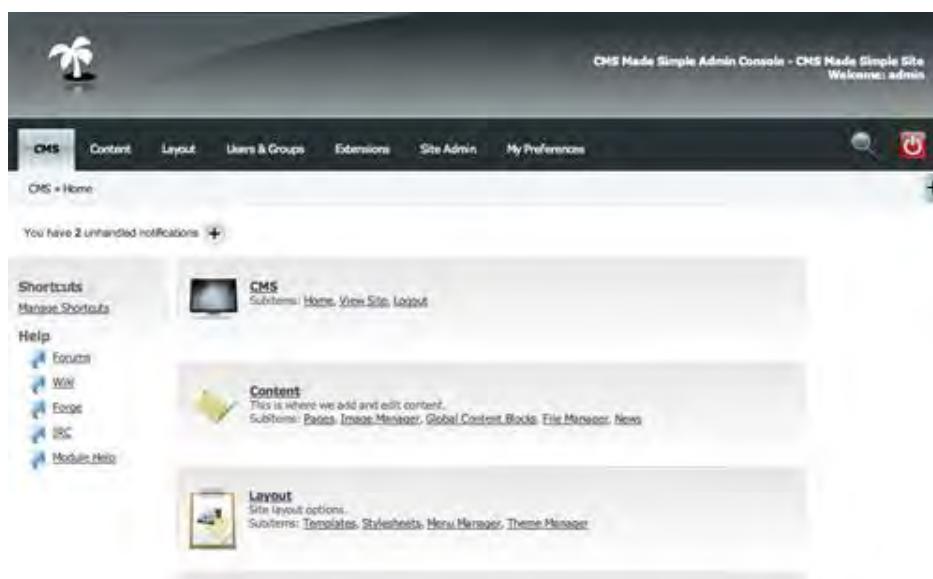 CMS Made Simple Admin Console - CMS Made Simple Site
Welcome: admin
CMS Content Layout Users & Groups Extensions Site Admin My Preferences
CMS » Home
You have 2 unhandled notifications
Shortcuts
Manage Shortcuts
Help
Forums
Wiki
Forge
IRC
Module Help
CMS
Subitems: Home, View Site, Logout
Content
This is where we add and edit content.
Subitems: Pages, Image Manager, Global Content Blocks, File Manager, News
Layout
Site layout options.
Subitems: Templates, Stylesheets, Menu Manager, Theme Manager